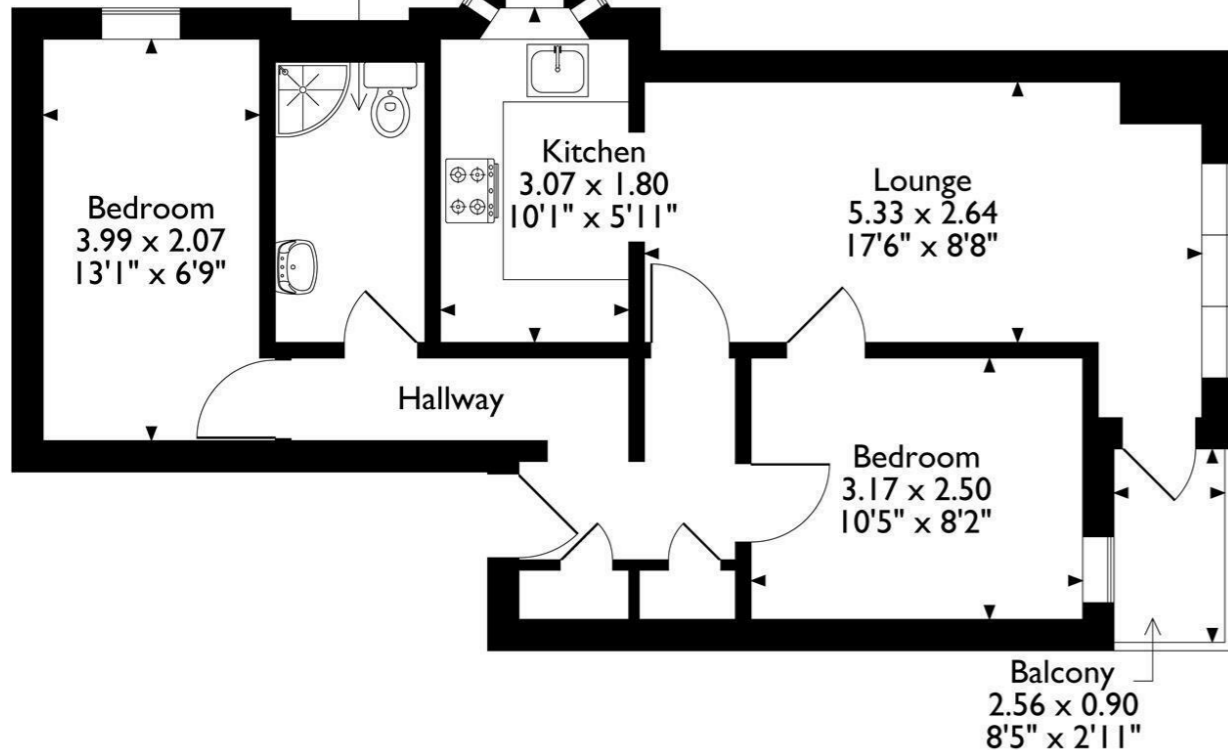 Bedroom
3.99 x 2.07
13'1" x 6'9"
Kitchen
3.07 x 1.80
10'1" x 5'11"
Lounge
5.33 x 2.64
17'6" x 8'8"
Hallway
Bedroom
3.17 x 2.50
10'5" x 8'2"
Balcony
2.56 x 0.90
8'5" x 2'11"